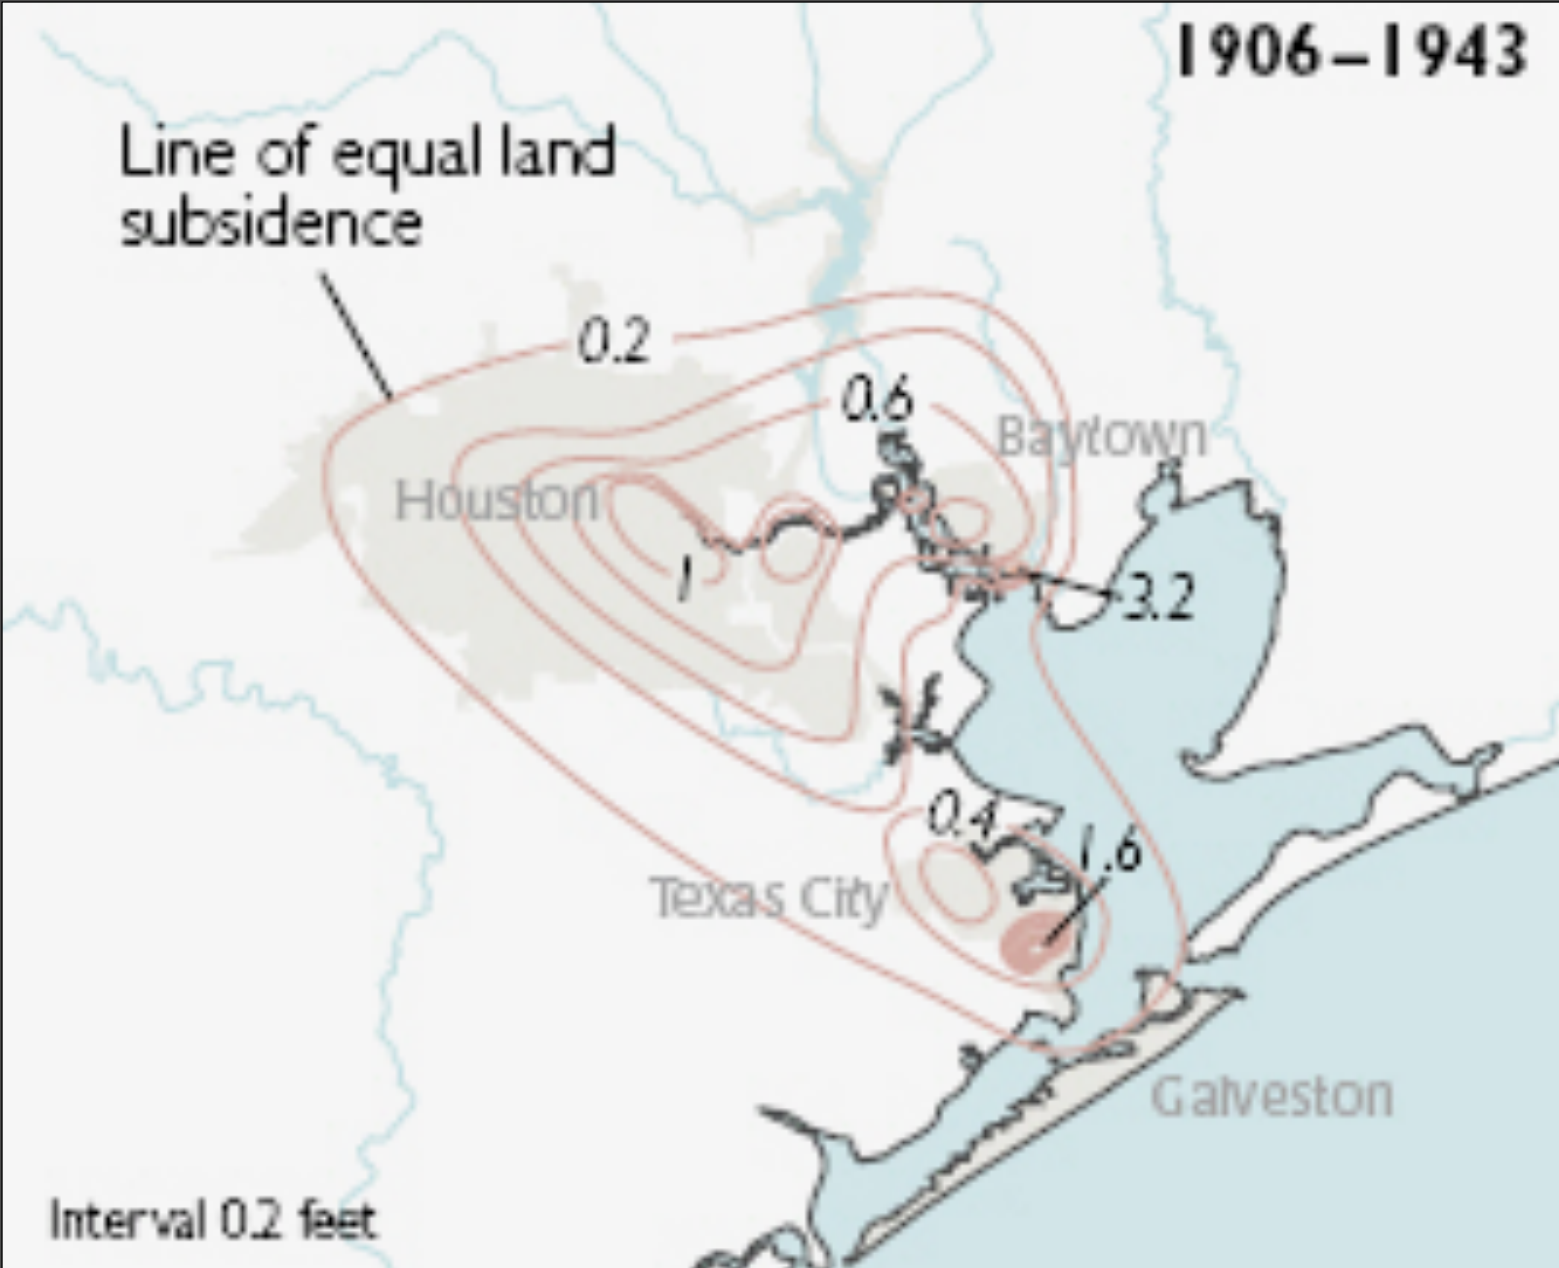 1906–1943
Line of equal land
subsidence
0.2
0.6
Baytown
Houston
1
3.2
0.4
1.6
Texas City
Galveston
Interval 0.2 feet